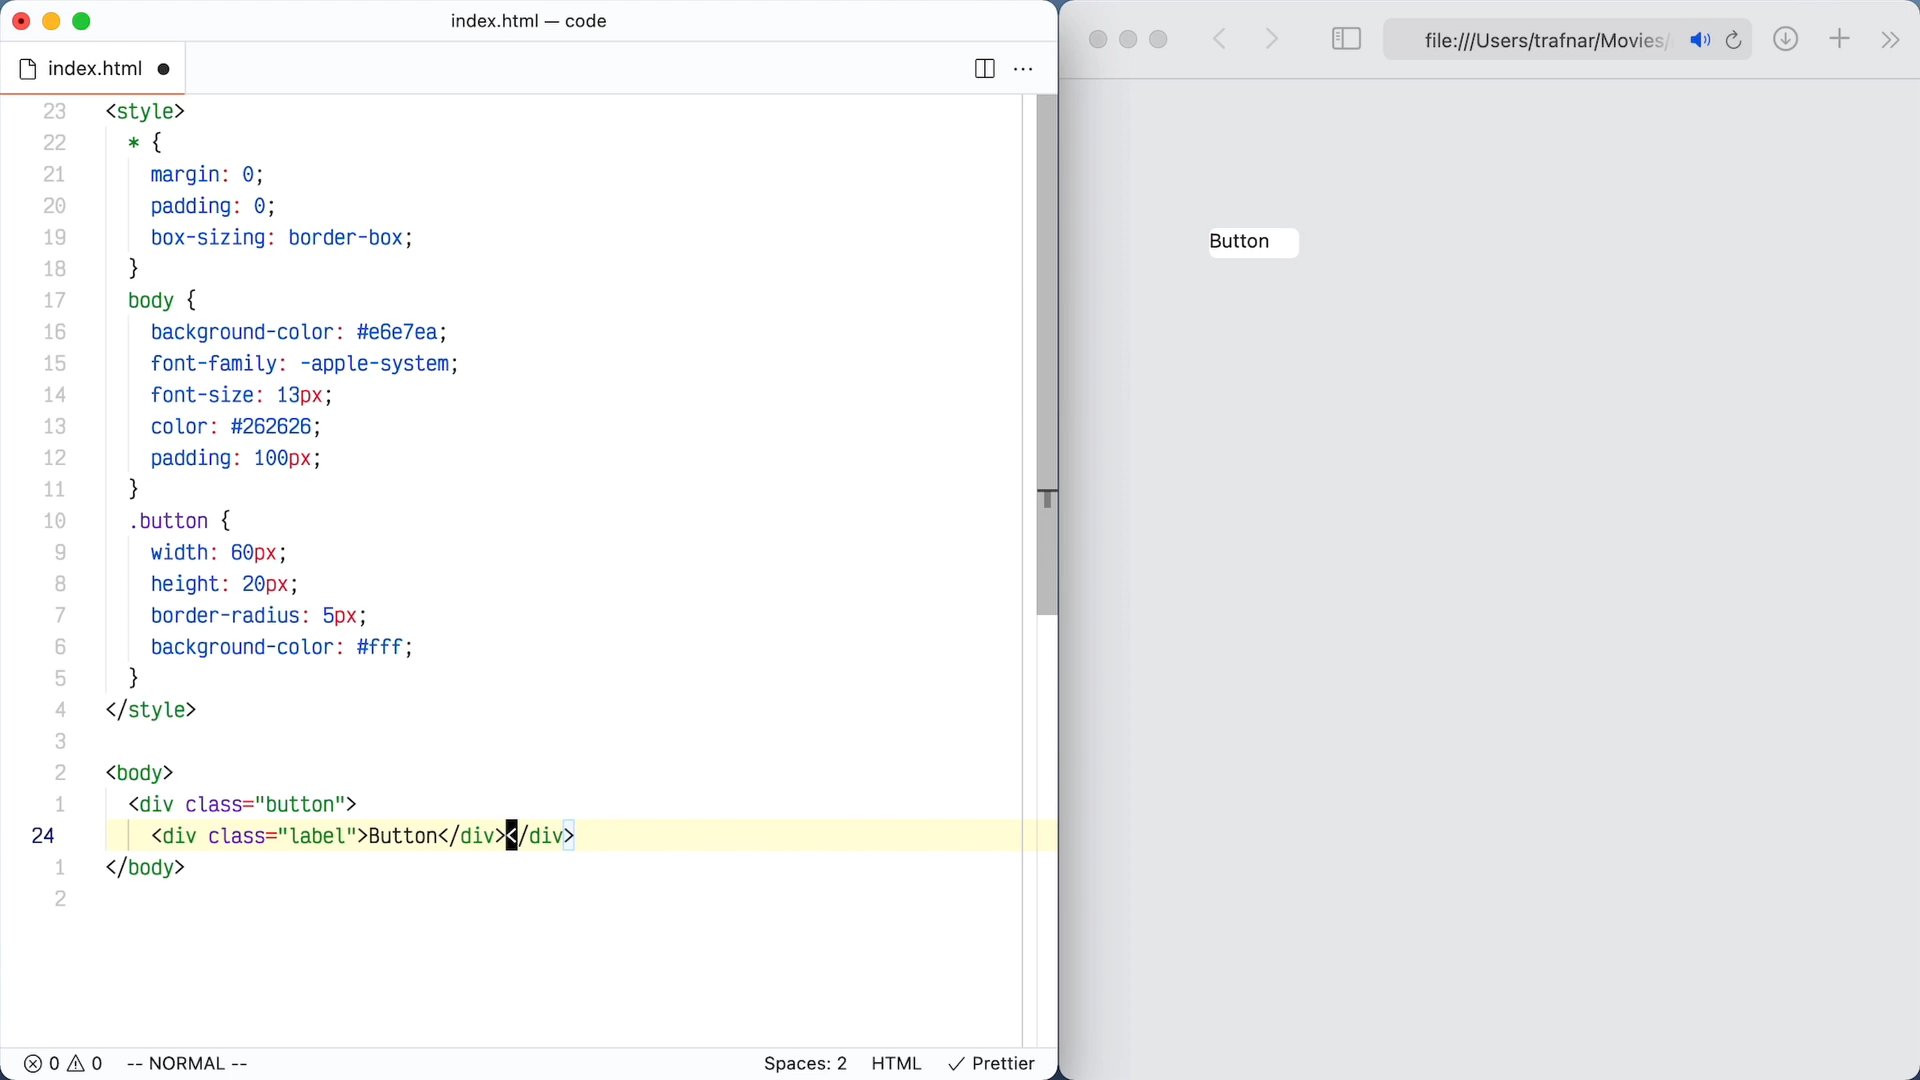 index.html — code
index.html
23 <style>
22 * {
21 margin: 0;
20 padding: 0;
19 box-sizing: border-box;
18 }
17 body {
16 background-color: #e6e7ea;
15 font-family: -apple-system;
14 font-size: 13px;
13 color: #262626;
12 padding: 100px;
11 }
10 .button {
9 width: 60px;
8 height: 20px;
7 border-radius: 5px;
6 background-color: #fff;
5 }
4 </style>
3
2 <body>
1 <div class="button">
24 <div class="label">Button</div></div>
1 </body>
2
0 0 -- NORMAL -- Spaces: 2 HTML Prettier
file:///Users/trafnar/Movies/
Button